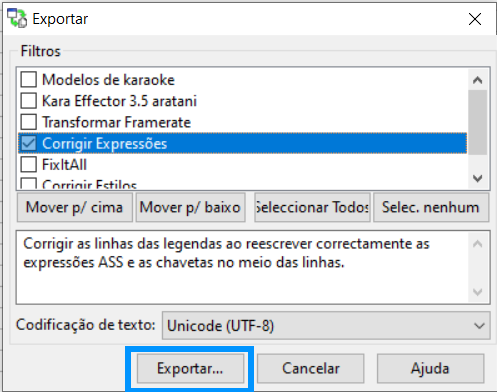 Exportar
Filtros
Modelos de karaoke
Kara Effector 3.5 aratani
Transformar Framerate
Corrigir Expressões
FixItAll
Corrigir Estilos
Mover p/ cima Mover p/ baixo Seleccionar Todos Selec. nenhum
Corrigir as linhas das legendas ao reescrever correctamente as
expressões ASS e as chavetas no meio das linhas.
Codificação de texto: Unicode (UTF-8)
Exportar... Cancelar Ajuda